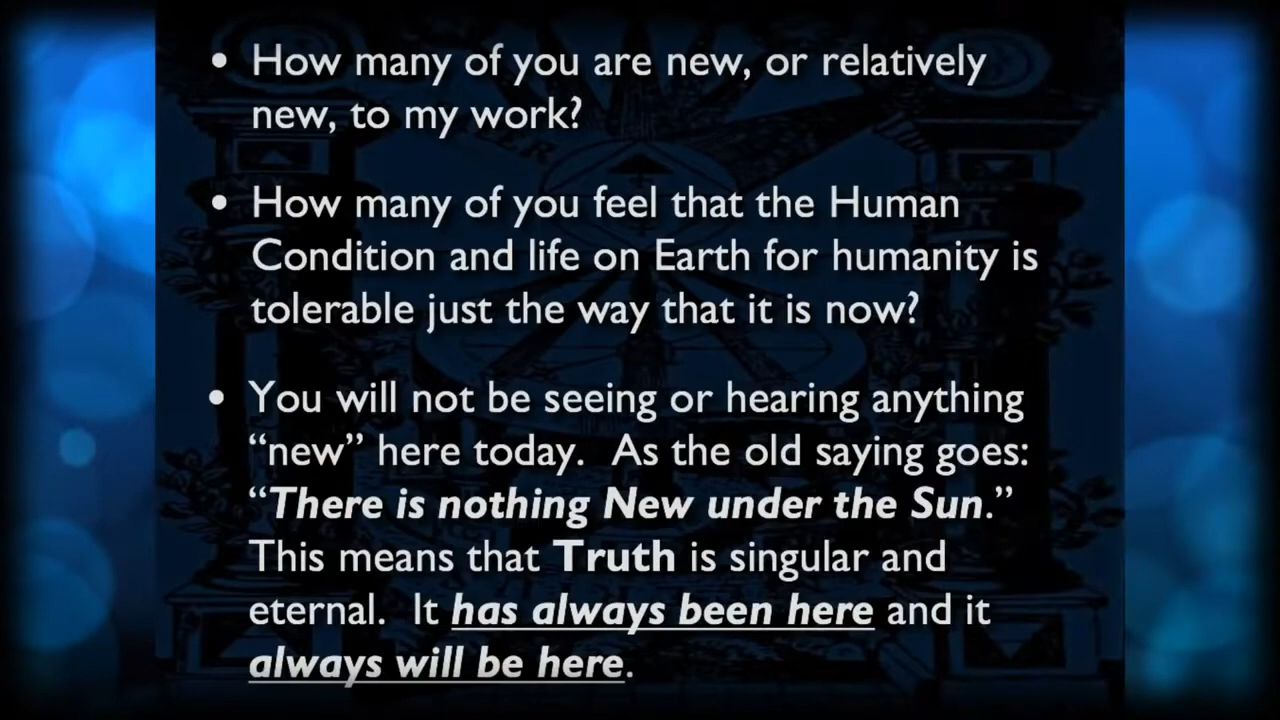 • How many of you are new, or relatively
new, to my work?
• How many of you feel that the Human
Condition and life on Earth for humanity is
tolerable just the way that it is now?
• You will not be seeing or hearing anything
“new” here today.  As the old saying goes:
“There is nothing New under the Sun.”
This means that Truth is singular and
eternal.  It has always been here and it
always will be here.